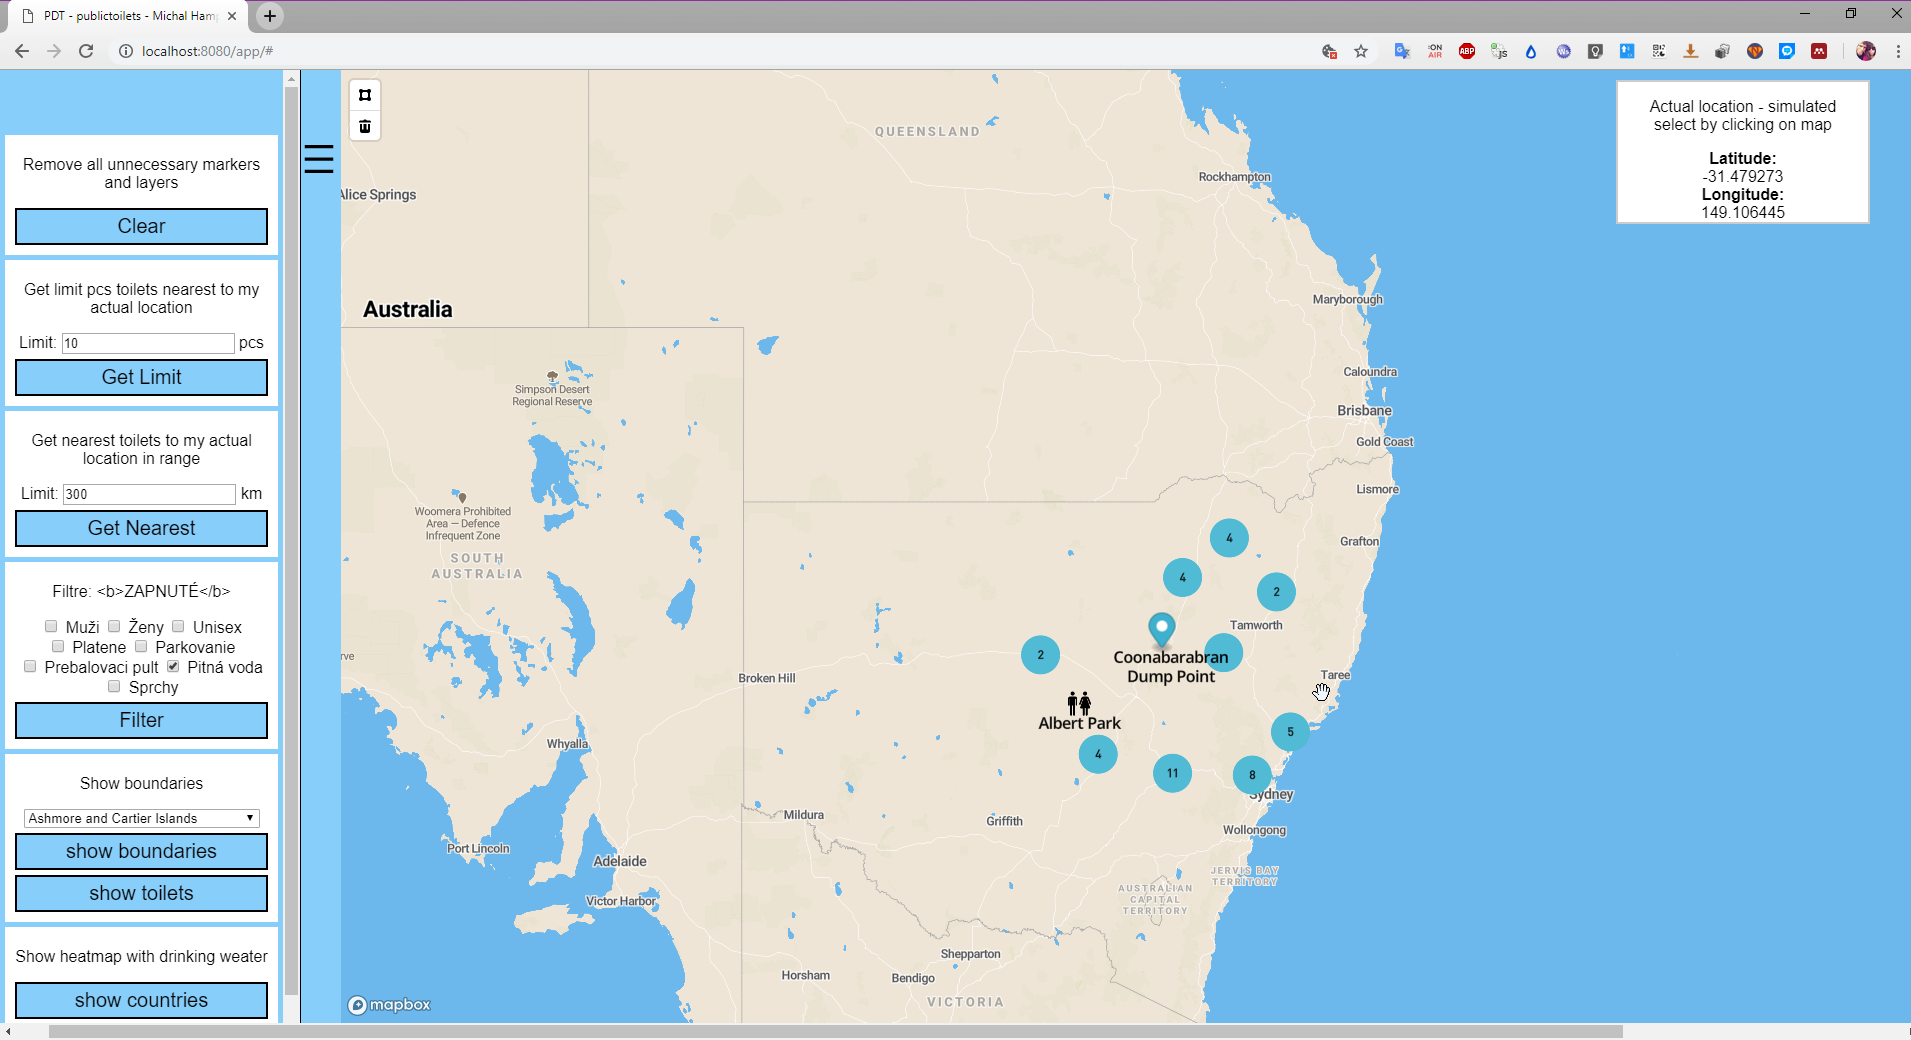 PDT - publictoilets - Michal Ham
localhost:8080/app/#
Remove all unnecessary markers
and layers
Clear
Get limit pcs toilets nearest to my
actual location
Limit: 10 pcs
Get Limit
Get nearest toilets to my actual
location in range
Limit: 300 km
Get Nearest
Filtre: <b>ZAPNUTÉ</b>
Muži Ženy Unisex
Platene Parkovanie
Prebalovaci pult Pitná voda
Sprchy
Filter
Show boundaries
Ashmore and Cartier Islands
show boundaries
show toilets
Show heatmap with drinking weater
show countries
Actual location - simulated
select by clicking on map
Latitude:
-31.479273
Longitude:
149.106445
QUEENSLAND
Rockhampton
Alice Springs
Australia
Maryborough
Simpson Desert
Regional Reserve
Caloundra
Brisbane
Gold Coast
Lismore
Woomera Prohibited
Area — Defence
Infrequent Zone
SOUTH
AUSTRALIA
Grafton
4
4
2
Tamworth
rve
2
Coonabarabran
Dump Point
Taree
Broken Hill
Albert Park
Whyalla
5
4
11
8
Sydney
Mildura
Griffith
Wollongong
Port Lincoln
Adelaide
JERVIS BAY
TERRITORY
AUSTRALIAN
CAPITAL
TERRITORY
Victor Harbor
Shepparton
Horsham
Bendigo
VICTORIA
mapbox
ON
AIR
ABP
JS
Ws